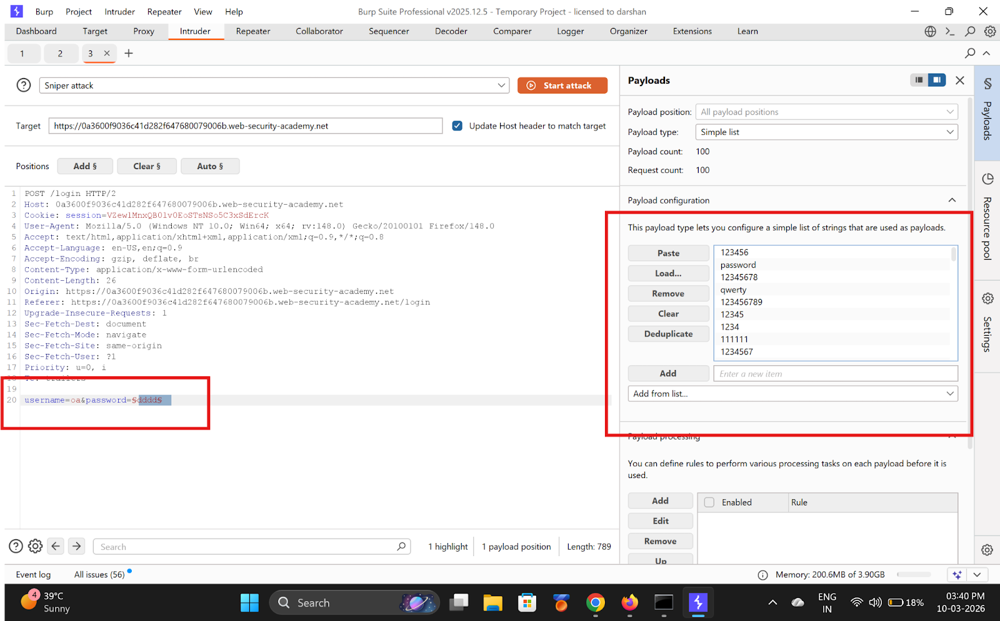 Burp Project Intruder Repeater View Help
Burp Suite Professional v2025.12.5 - Temporary Project - licensed to darshan
Dashboard Target Proxy Intruder Repeater Collaborator Sequencer Decoder Comparer Logger Organizer Extensions Learn
1 2 3
Sniper attack
Start attack
Target https://0a3600f9036c41d282f647680079006b.web-security-academy.net
Update Host header to match target
Positions Add § Clear § Auto §
1 POST /login HTTP/2
2 Host: 0a3600f9036c41d282f647680079006b.web-security-academy.net
3 Cookie: session=VZewlMnxQB01v0EoSTsNSo5C3xSdErcK
4 User-Agent: Mozilla/5.0 (Windows NT 10.0; Win64; x64; rv:148.0) Gecko/20100101 Firefox/148.0
5 Accept: text/html,application/xhtml+xml,application/xml;q=0.9,*/*;q=0.8
6 Accept-Language: en-US,en;q=0.9
7 Accept-Encoding: gzip, deflate, br
8 Content-Type: application/x-www-form-urlencoded
9 Content-Length: 26
10 Origin: https://0a3600f9036c41d282f647680079006b.web-security-academy.net
11 Referer: https://0a3600f9036c41d282f647680079006b.web-security-academy.net/login
12 Upgrade-Insecure-Requests: 1
13 Sec-Fetch-Dest: document
14 Sec-Fetch-Mode: navigate
15 Sec-Fetch-Site: same-origin
16 Sec-Fetch-User: ?1
17 Priority: u=0, i
18 Te: trailers
19
20 username=oa&password=§dddd§
Search
1 highlight
1 payload position
Length: 789
Payloads
Payload position: All payload positions
Payload type: Simple list
Payload count: 100
Request count: 100
Payload configuration
This payload type lets you configure a simple list of strings that are used as payloads.
Paste
Load...
Remove
Clear
Deduplicate
123456
password
12345678
qwerty
123456789
12345
1234
111111
1234567
Add Enter a new item
Add from list...
Payload processing
You can define rules to perform various processing tasks on each payload before it is
used.
Add
Edit
Remove
Up
Enabled Rule
§ Payloads
Resource pool
Settings
Event log All issues (56)
Memory: 200.6MB of 3.90GB
4
39°C
Sunny
Search
ENG
IN
18%
03:40 PM
10-03-2026